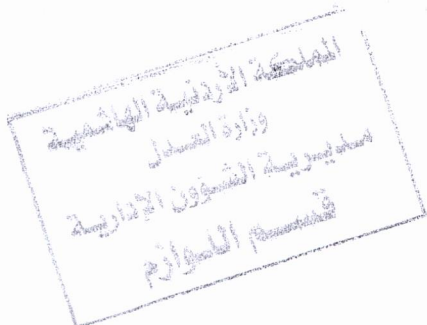 المملكة الأردنية الهاشمية
وزارة العدل
مديرية الشؤون الإدارية
قسم اللوازم